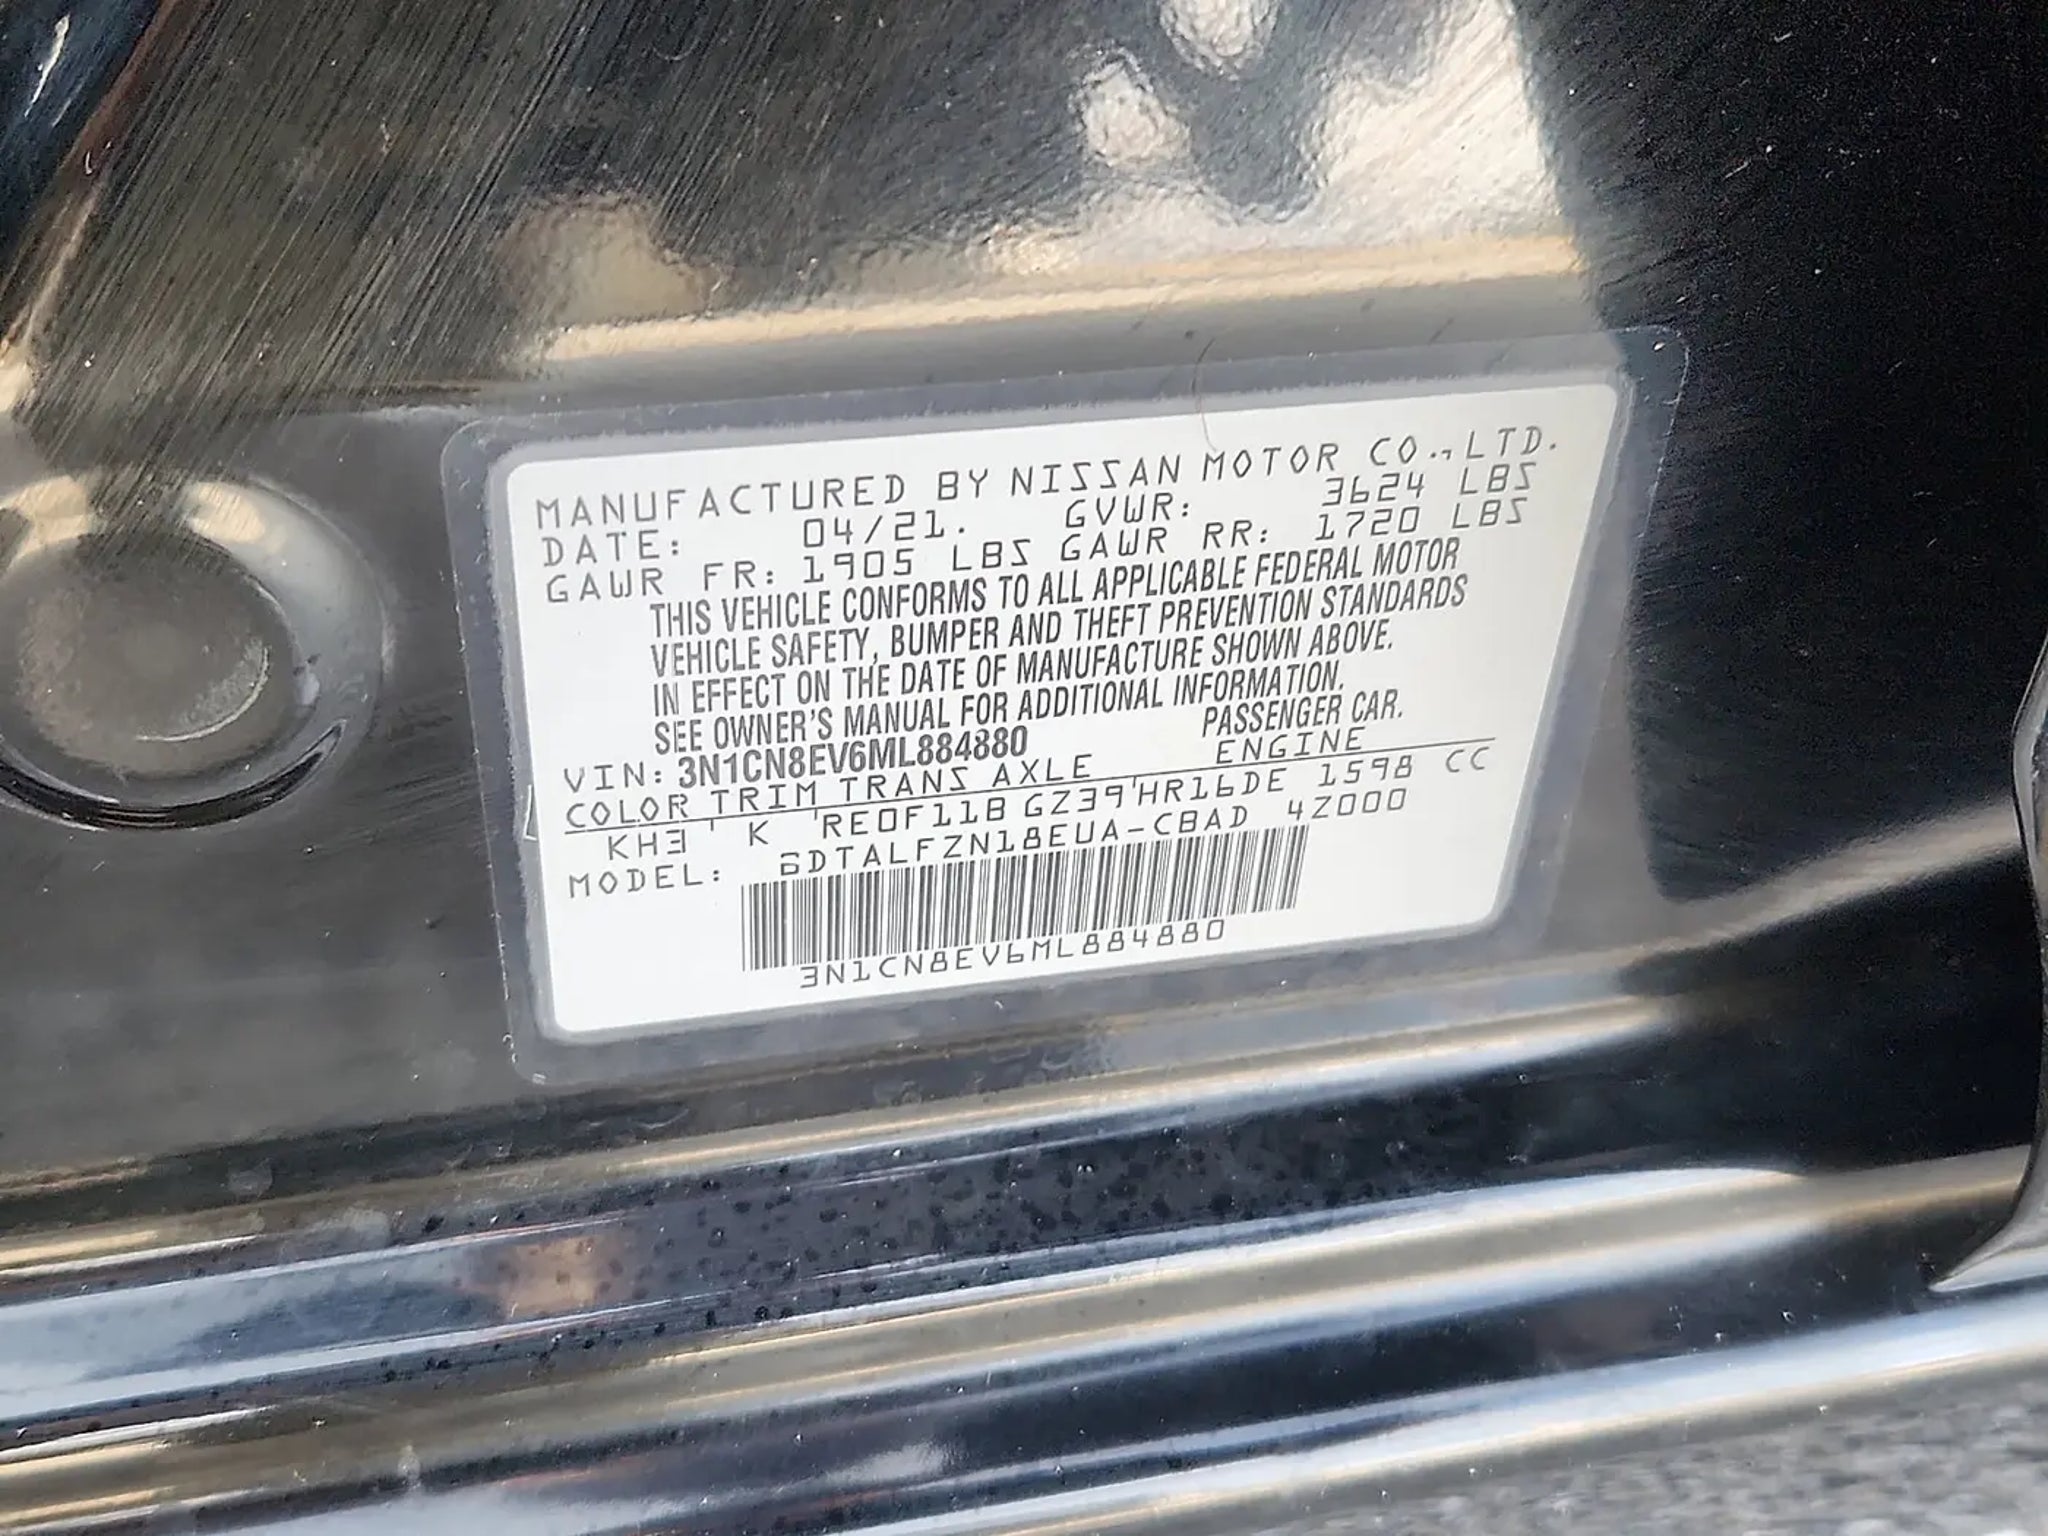 MANUFACTURED BY NISSAN MOTOR CO., LTD.
DATE: 04/21. GVWR: 3624 LBS
GAWR FR: 1905 LBS GAWR RR: 1720 LBS
THIS VEHICLE CONFORMS TO ALL APPLICABLE FEDERAL MOTOR
VEHICLE SAFETY, BUMPER AND THEFT PREVENTION STANDARDS
IN EFFECT ON THE DATE OF MANUFACTURE SHOWN ABOVE.
SEE OWNER'S MANUAL FOR ADDITIONAL INFORMATION.
VIN: 3N1CN8EV6ML884880 PASSENGER CAR.
COLOR TRIM TRANS AXLE ENGINE
KH3 K RE0F11B GZ39 HR16DE 1598 CC
MODEL: BDTALFZN18EUA-CBAD 4Z000
3N1CN8EV6ML884880